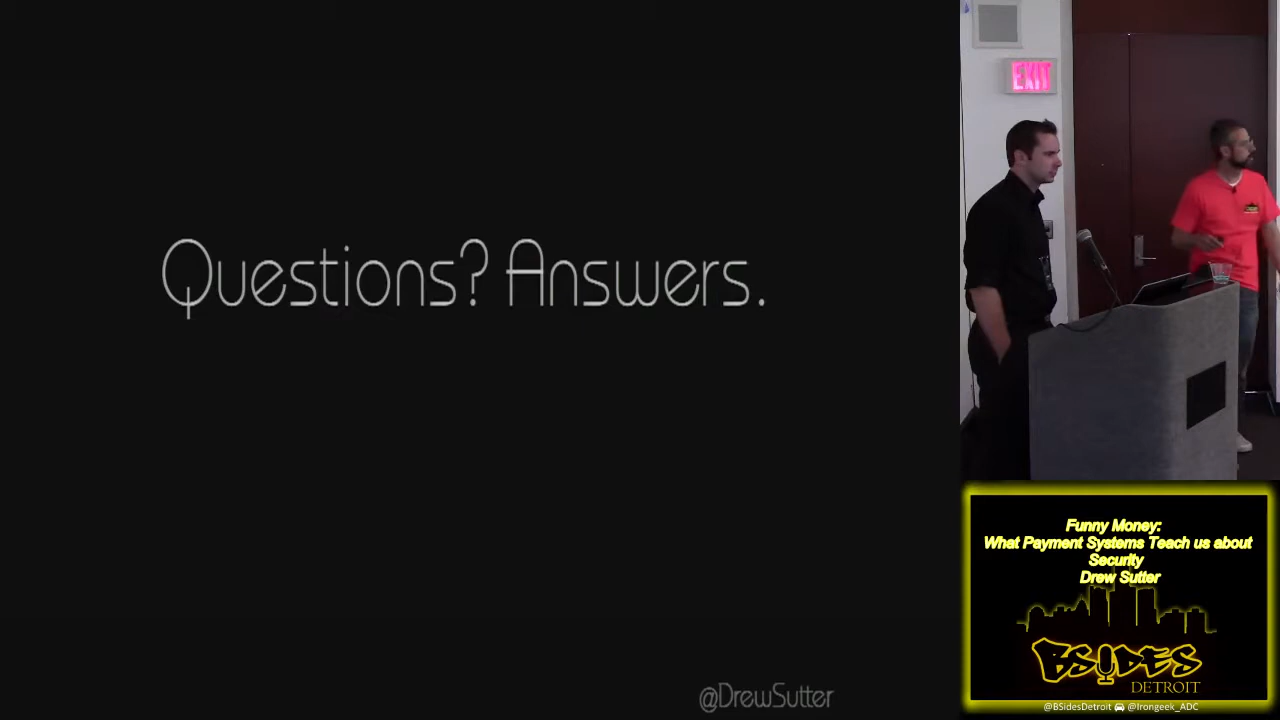 Questions? Answers.
@DrewSutter
EXIT
Funny Money:
What Payment Systems Teach us about
Security
Drew Sutter
BSIDES
DETROIT
@BSidesDetroit @Irongeek_ADC